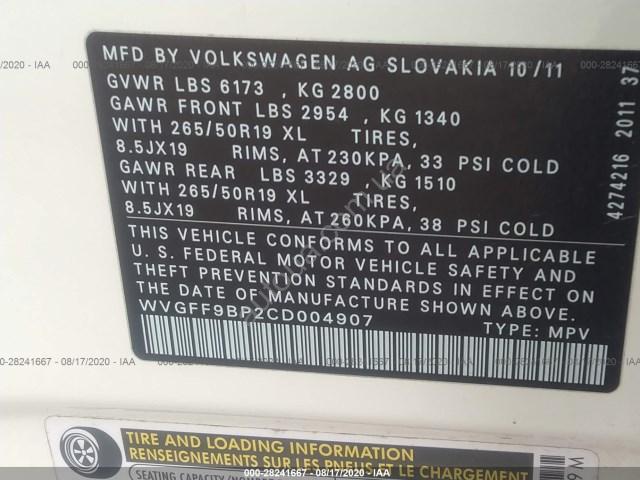 000-28241667 - 08/17/2020 - IAA
MFD BY VOLKSWAGEN AG SLOVAKIA 10/11
GVWR LBS 6173 , KG 2800
GAWR FRONT LBS 2954 , KG 1340
WITH 265/50R19 XL TIRES,
8.5JX19 RIMS, AT 230KPA, 33 PSI COLD
GAWR REAR LBS 3329 , KG 1510
WITH 265/50R19 XL TIRES,
8.5JX19 RIMS, AT 260KPA, 38 PSI COLD
THIS VEHICLE CONFORMS TO ALL APPLICABLE
U. S. FEDERAL MOTOR VEHICLE SAFETY AND
THEFT PREVENTION STANDARDS IN EFFECT ON
THE DATE OF MANUFACTURE SHOWN ABOVE.
WVGFF9BP2CD004907
TYPE: MPV
4274216 2011 37
000-28241667 - 08/17/2020 - IAA
TIRE AND LOADING INFORMATION
RENSEIGNEMENTS SUR LES PNEUS ET LE CHARGEMENT
SEATING CAPACITY
000-28241667 - 08/17/2020 - IAA